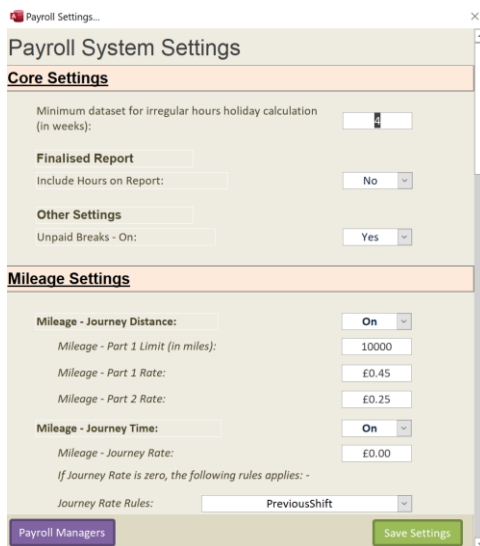 Payroll Settings...
Payroll System Settings
Core Settings
Minimum dataset for irregular hours holiday calculation
(in weeks):
4
Finalised Report
Include Hours on Report:
No
Other Settings
Unpaid Breaks - On:
Yes
Mileage Settings
Mileage - Journey Distance:
On
Mileage - Part 1 Limit (in miles):
10000
Mileage - Part 1 Rate:
£0.45
Mileage - Part 2 Rate:
£0.25
Mileage - Journey Time:
On
Mileage - Journey Rate:
£0.00
If Journey Rate is zero, the following rules applies: -
Journey Rate Rules:
PreviousShift
Payroll Managers
Save Settings